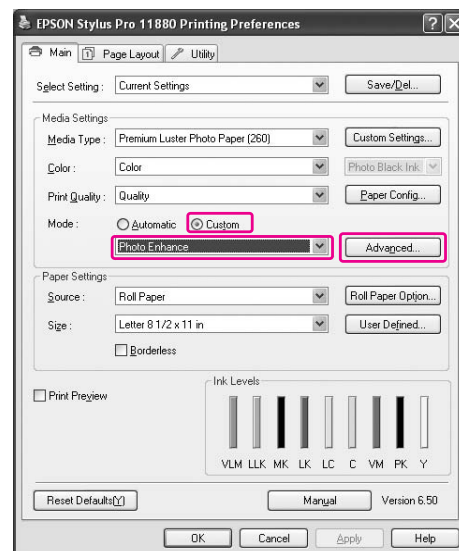 EPSON Stylus Pro 11880 Printing Preferences
Main Page Layout Utility
Select Setting : Current Settings Save/Del...
Media Settings
Media Type : Premium Luster Photo Paper (260) Custom Settings...
Color : Color Photo Black Ink
Print Quality : Quality Paper Config...
Mode : Automatic Custom
Photo Enhance Advanced...
Paper Settings
Source : Roll Paper Roll Paper Option...
Size : Letter 8 1/2 x 11 in User Defined...
Borderless
Print Preview
Ink Levels
VLM LLK MK LK LC C VM PK Y
Reset Defaults(Y) Manual Version 6.50
OK Cancel Apply Help